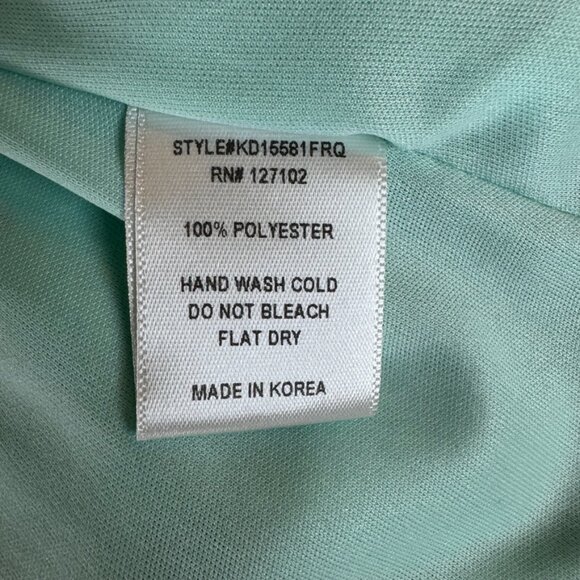 STYLE#KD15581FRQ
RN# 127102
100% POLYESTER
HAND WASH COLD
DO NOT BLEACH
FLAT DRY
MADE IN KOREA